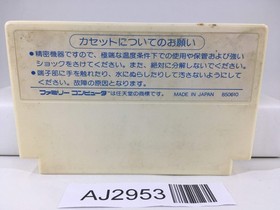 カセットについてのお願い
●精密機器ですので、極端な温度条件下での使用や保管および強い
ショックをさけてください。また、絶対に分解しないでください。
●端子部に手を触れたり、水にぬらしたりして汚さないようにして
ください。故障の原因となります。
ファミリーコンピュータ®は任天堂の商標です。 MADE IN JAPAN
AJ2953